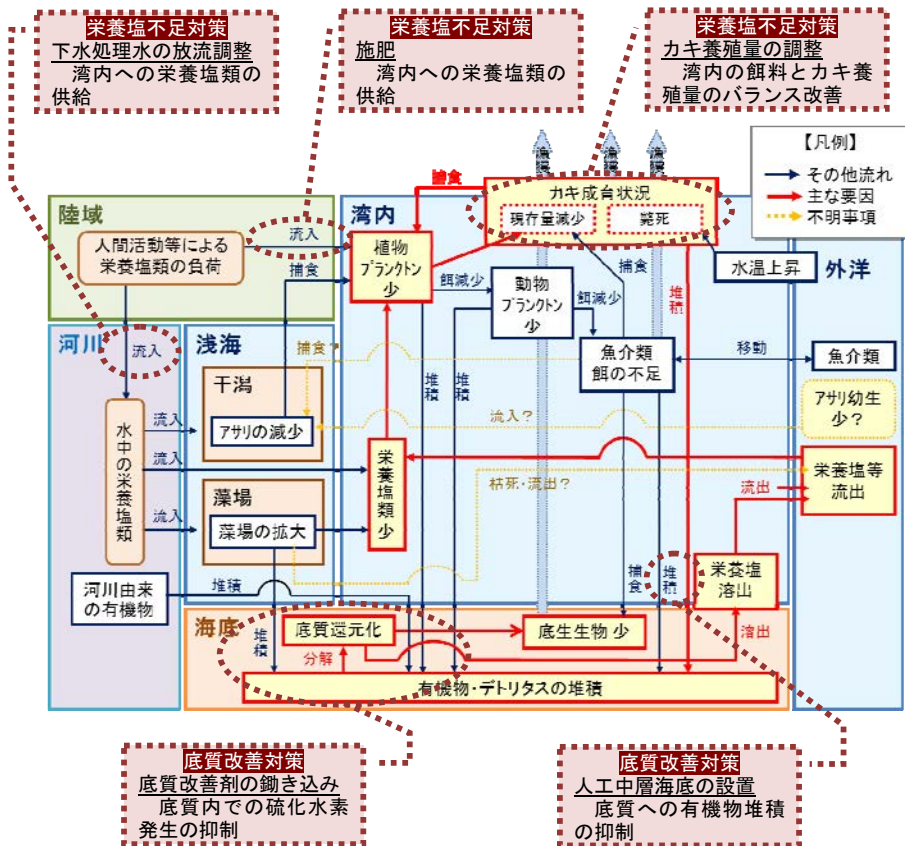 栄養塩不足対策
下水処理水の放流調整
湾内への栄養塩類の
供給
栄養塩不足対策
施肥
湾内への栄養塩類の
供給
栄養塩不足対策
カキ養殖量の調整
湾内の餌料とカキ養
殖量のバランス改善
【凡例】
その他流れ
主な要因
不明事項
漁獲
漁獲
漁獲
捕食
カキ成育状況
現存量減少
斃死
陸域
人間活動等による
栄養塩類の負荷
流入
捕食
湾内
植物
プランクトン
少
餌減少
動物
プランクトン
少
餌減少
捕食
堆積
水温上昇
外洋
河川
流入
浅海
捕食?
堆積
堆積
魚介類
餌の不足
移動
魚介類
干潟
アサリの減少
流入?
アサリ幼生
少?
水中の栄養塩類
流入
流入
流入
栄養塩類
少
枯死・流出?
栄養塩等
流出
流出
藻場
藻場の拡大
河川由来
の有機物
堆積
捕食
堆積
栄養塩
溶出
海底
堆積
底質還元化
底生生物 少
分解
溶出
有機物・デトリタスの堆積
底質改善対策
底質改善剤の鋤き込み
底質内での硫化水素
発生の抑制
底質改善対策
人工中層海底の設置
底質への有機物堆積
の抑制